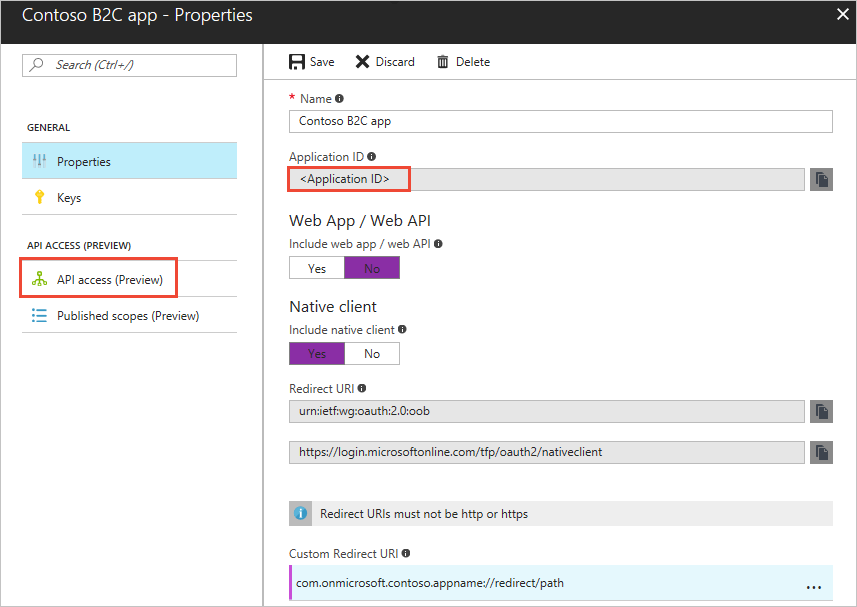 Contoso B2C app - Properties
Search (Ctrl+/)
GENERAL
Properties
Keys
API ACCESS (PREVIEW)
API access (Preview)
Published scopes (Preview)
Save Discard Delete
* Name
Contoso B2C app
Application ID
<Application ID>
Web App / Web API
Include web app / web API
Yes No
Native client
Include native client
Yes No
Redirect URI
urn:ietf:wg:oauth:2.0:oob
https://login.microsoftonline.com/tfp/oauth2/nativeclient
Redirect URIs must not be http or https
Custom Redirect URI
com.onmicrosoft.contoso.appname://redirect/path
...